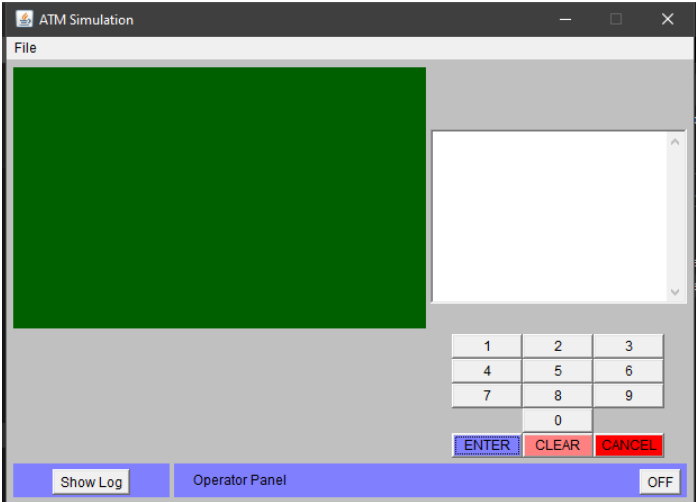 ATM Simulation
File
1 2 3
4 5 6
7 8 9
0
ENTER CLEAR CANCEL
Show Log Operator Panel OFF